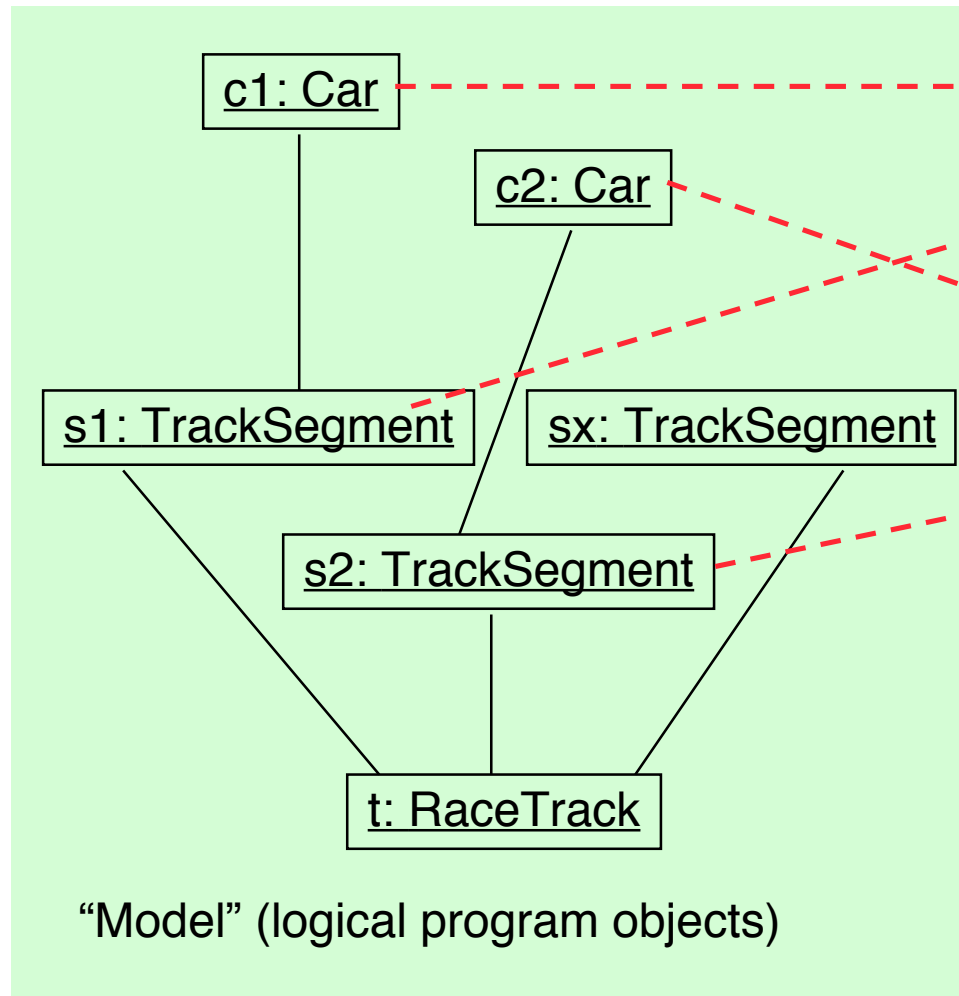 c1: Car
c2: Car
s1: TrackSegment
sx: TrackSegment
s2: TrackSegment
t: RaceTrack
“Model” (logical program objects)